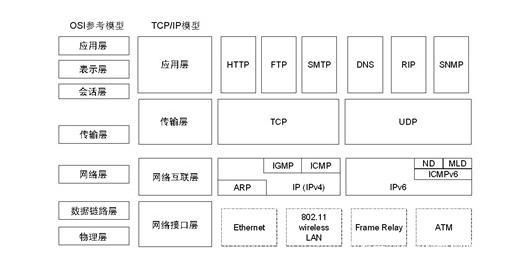 OSI参考模型
TCP/IP模型
应用层
表示层
会话层
应用层
HTTP
FTP
SMTP
DNS
RIP
SNMP
传输层
传输层
TCP
UDP
网络层
网络互联层
IGMP
ICMP
ARP
IP (IPv4)
ND
MLD
ICMPv6
IPv6
数据链路层
物理层
网络接口层
Ethernet
802.11
wireless
LAN
Frame Relay
ATM